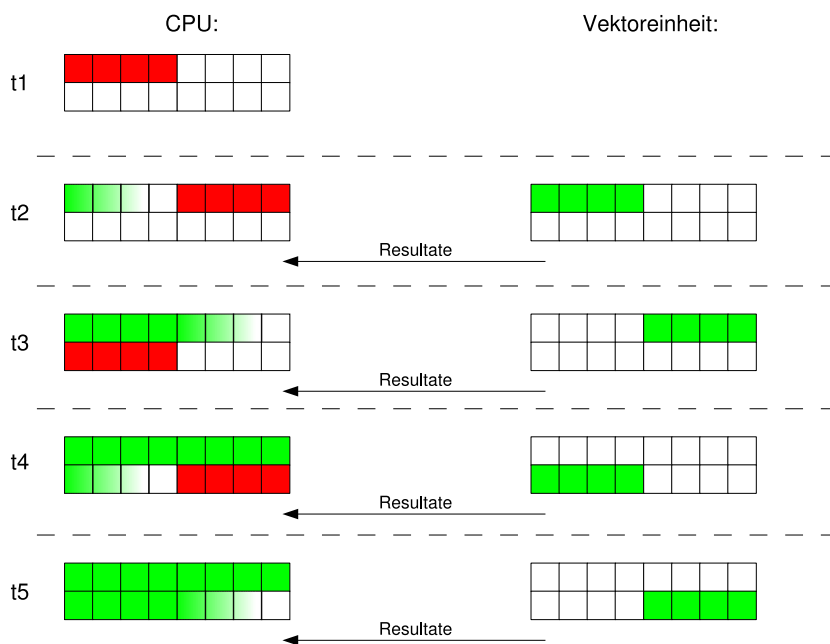 CPU:
Vektoreinheit:
t1
t2
Resultate
t3
Resultate
t4
Resultate
t5
Resultate